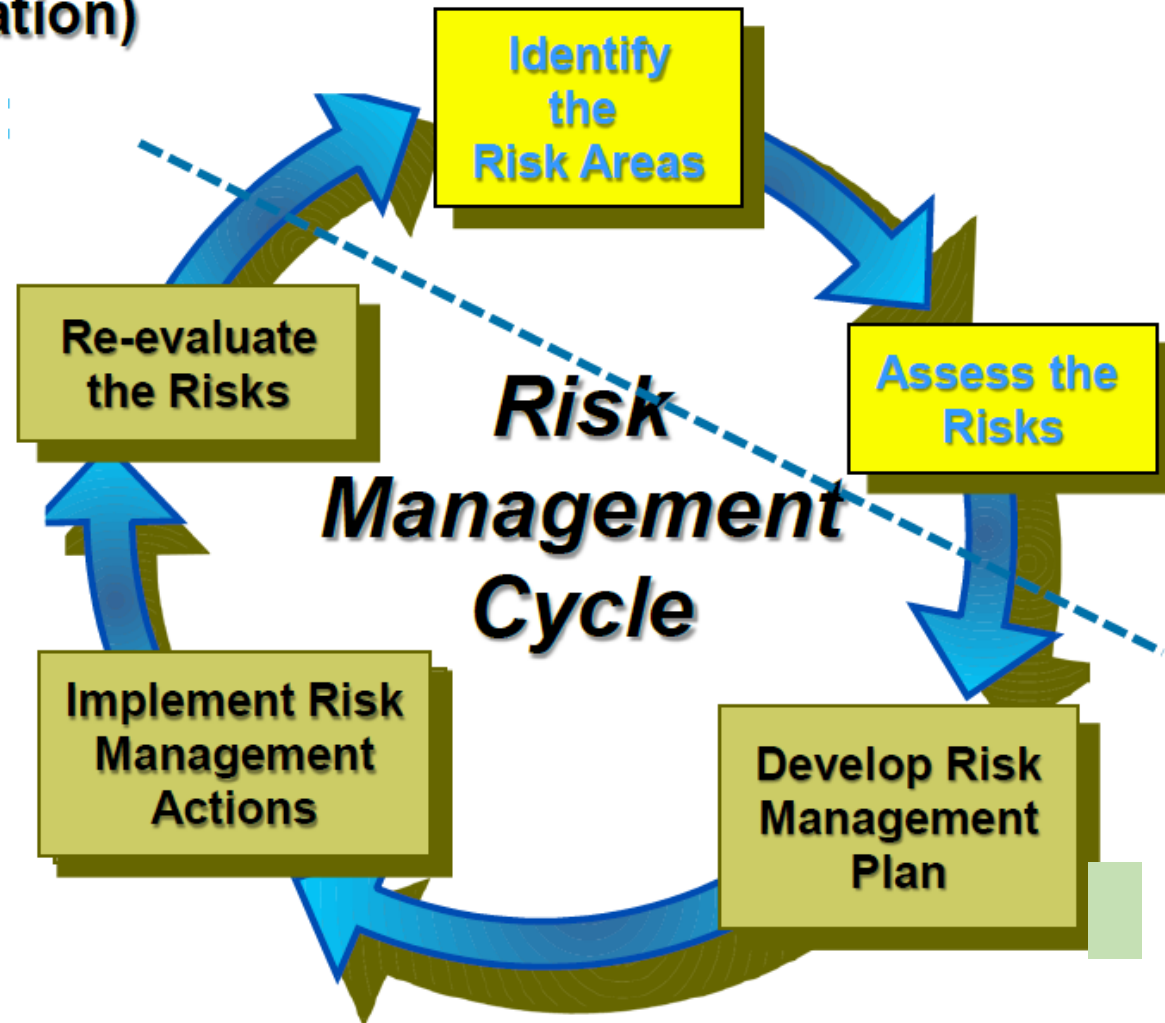 ation)
Identify
the
Risk Areas
Assess the
Risks
Develop Risk
Management
Plan
Implement Risk
Management
Actions
Re-evaluate
the Risks
Risk
Management
Cycle